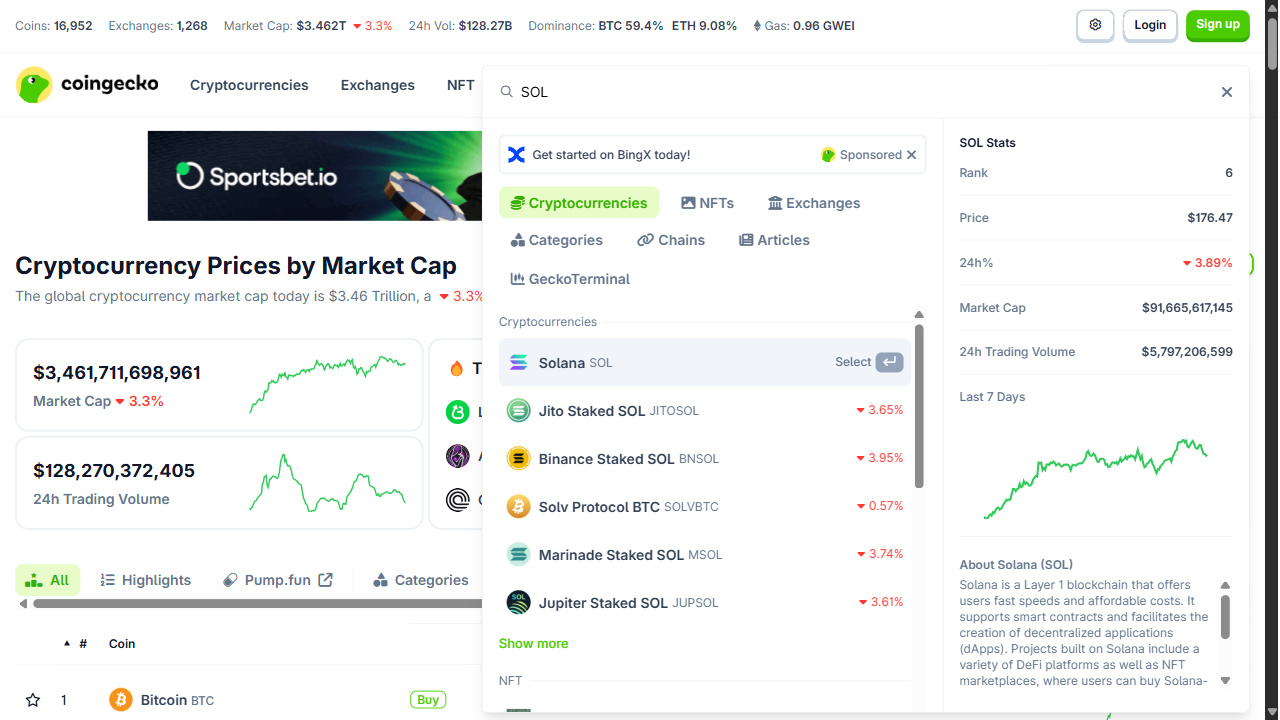 Coins: 16,952 Exchanges: 1,268 Market Cap: $3.462T 3.3% 24h Vol: $128.27B Dominance: BTC 59.4% ETH 9.08% Gas: 0.96 GWEI
Login
Sign up
coingecko
Cryptocurrencies Exchanges NFT
SOL
Sportsbet.io
Get started on BingX today!
Sponsored
Cryptocurrencies NFTs Exchanges
Categories Chains Articles
GeckoTerminal
Cryptocurrencies
Solana SOL Select
Jito Staked SOL JITOSOL 3.65%
Binance Staked SOL BNSOL 3.95%
Solv Protocol BTC SOLVBTC 0.57%
Marinade Staked SOL MSOL 3.74%
Jupiter Staked SOL JUPSOL 3.61%
Show more
NFT
SOL Stats
Rank 6
Price $176.47
24h% 3.89%
Market Cap $91,665,617,145
24h Trading Volume $5,797,206,599
Last 7 Days
About Solana (SOL)
Solana is a Layer 1 blockchain that offers
users fast speeds and affordable costs. It
supports smart contracts and facilitates the
creation of decentralized applications
(dApps). Projects built on Solana include a
variety of DeFi platforms as well as NFT
marketplaces, where users can buy Solana-
Cryptocurrency Prices by Market Cap
The global cryptocurrency market cap today is $3.46 Trillion, a 3.3%
$3,461,711,698,961
Market Cap 3.3%
$128,270,372,405
24h Trading Volume
All Highlights Pump.fun Categories
# Coin
1 Bitcoin BTC Buy